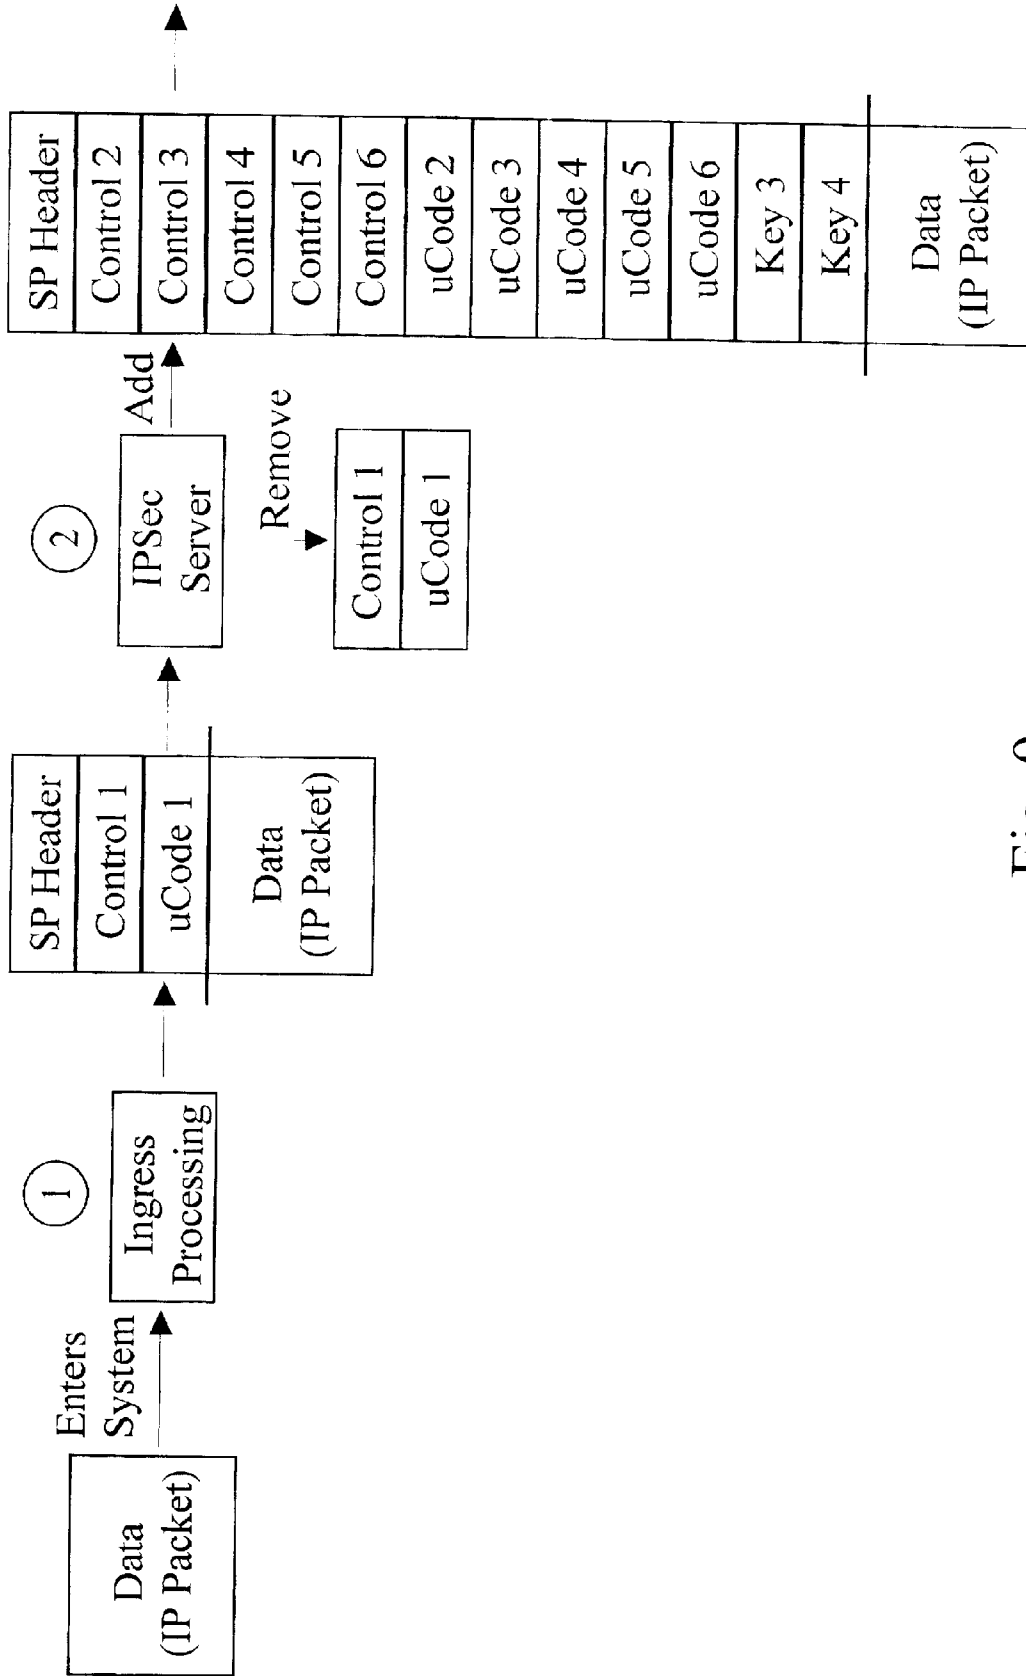 Data
(IP Packet)
Enters
System
1
Ingress
Processing
SP Header
Control 1
uCode 1
Data
(IP Packet)
2
IPSec
Server
Add
Remove
Control 1
uCode 1
SP Header
Control 2
Control 3
Control 4
Control 5
Control 6
uCode 2
uCode 3
uCode 4
uCode 5
uCode 6
Key 3
Key 4
Data
(IP Packet)